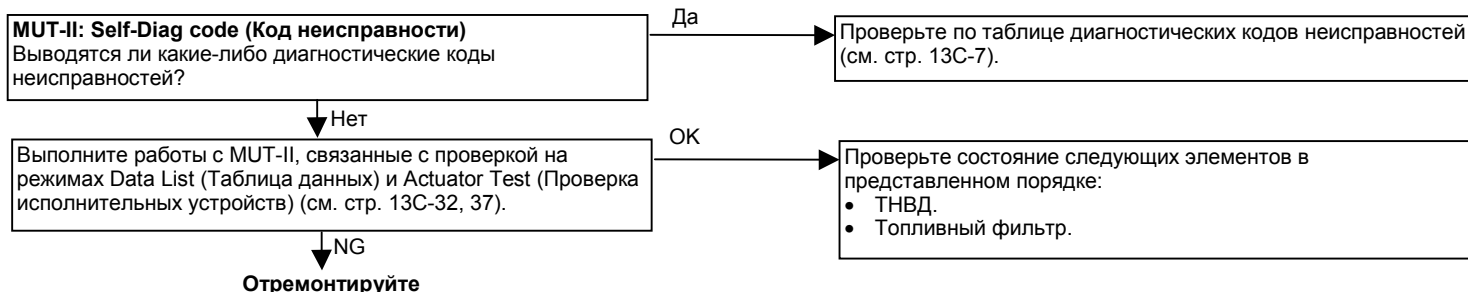 MUT-II: Self-Diag code (Код неисправности)
Выводятся ли какие-либо диагностические коды
неисправностей?
Да
Проверьте по таблице диагностических кодов неисправностей
(см. стр. 13C-7).
Нет
Выполните работы с MUT-II, связанные с проверкой на
режимах Data List (Таблица данных) и Actuator Test (Проверка
исполнительных устройств) (см. стр. 13C-32, 37).
OK
Проверьте состояние следующих элементов в
представленном порядке:
• ТНВД.
• Топливный фильтр.
NG
Отремонтируйте